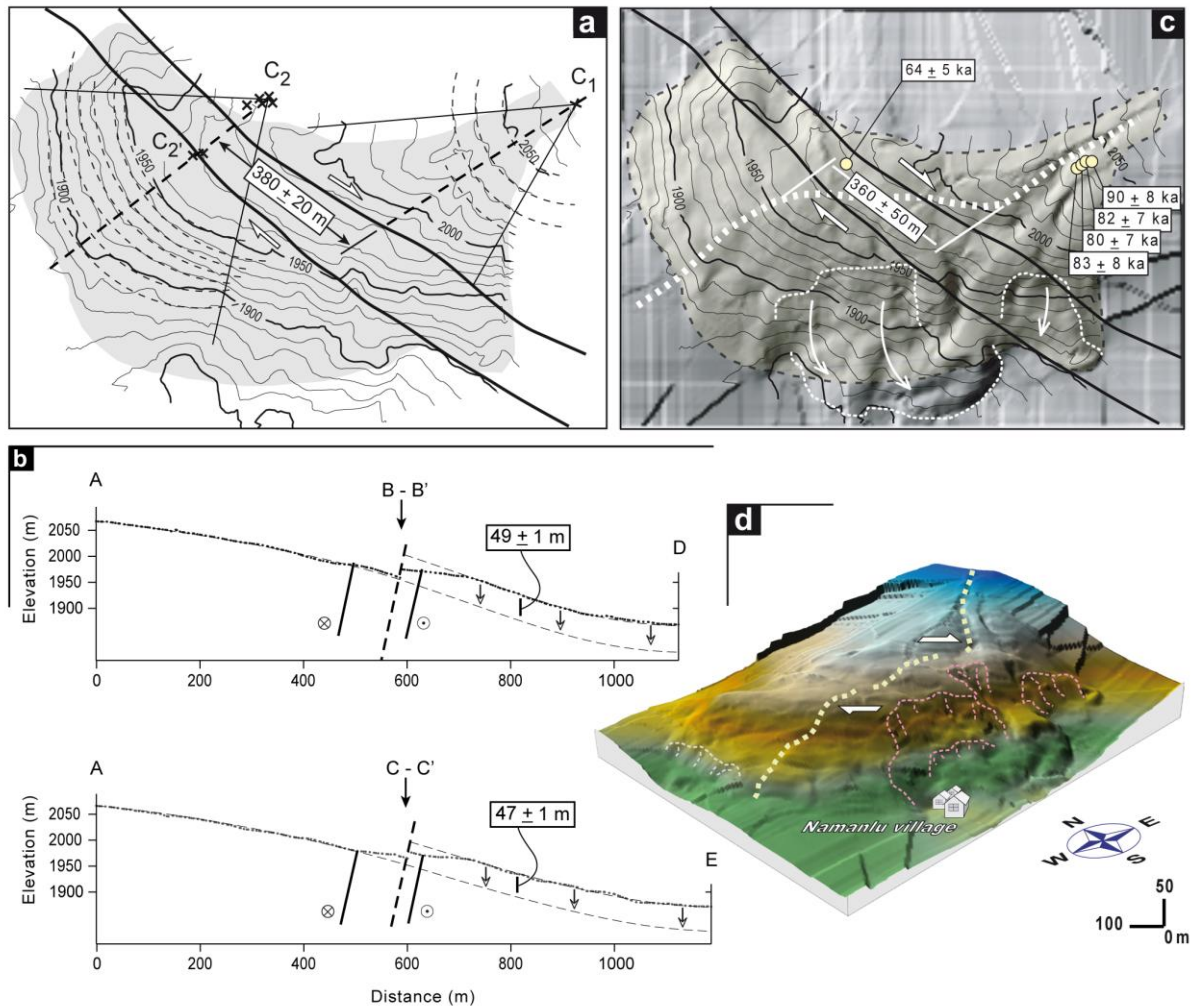 a
C2
C1
C2'
380 ± 20 m
1950
1900
2050
2000
1950
1900
c
64 ± 5 ka
2050
1950
1900
360 ± 50 m
90 ± 8 ka
82 ± 7 ka
80 ± 7 ka
83 ± 8 ka
2000
1950
1900
b
A
B - B'
D
49 ± 1 m
Elevation (m)
2050
2000
1950
1900
0
200
400
600
800
1000
A
C - C'
E
47 ± 1 m
Elevation (m)
2050
2000
1950
1900
0
200
400
600
800
1000
Distance (m)
d
Namanlu village
N
E
W
S
50
100
0 m